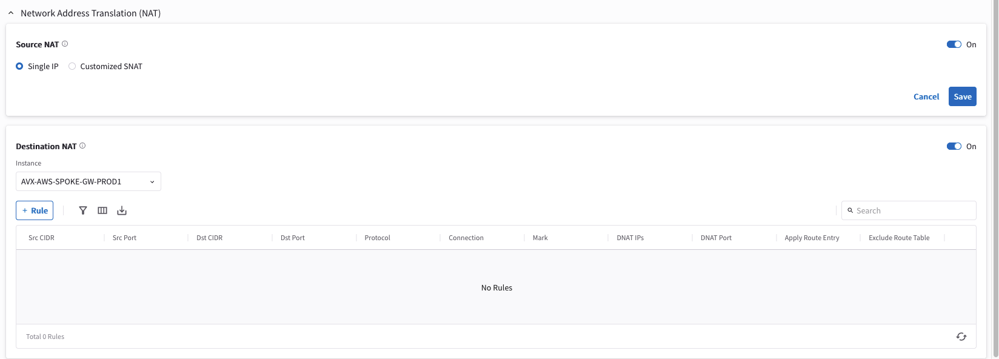 Network Address Translation (NAT)
Source NAT
On
Single IP
Customized SNAT
Cancel
Save
Destination NAT
On
Instance
AVX-AWS-SPOKE-GW-PROD1
+ Rule
Search
Src CIDR Src Port Dst CIDR Dst Port Protocol Connection Mark DNAT IPs DNAT Port Apply Route Entry Exclude Route Table
No Rules
Total 0 Rules